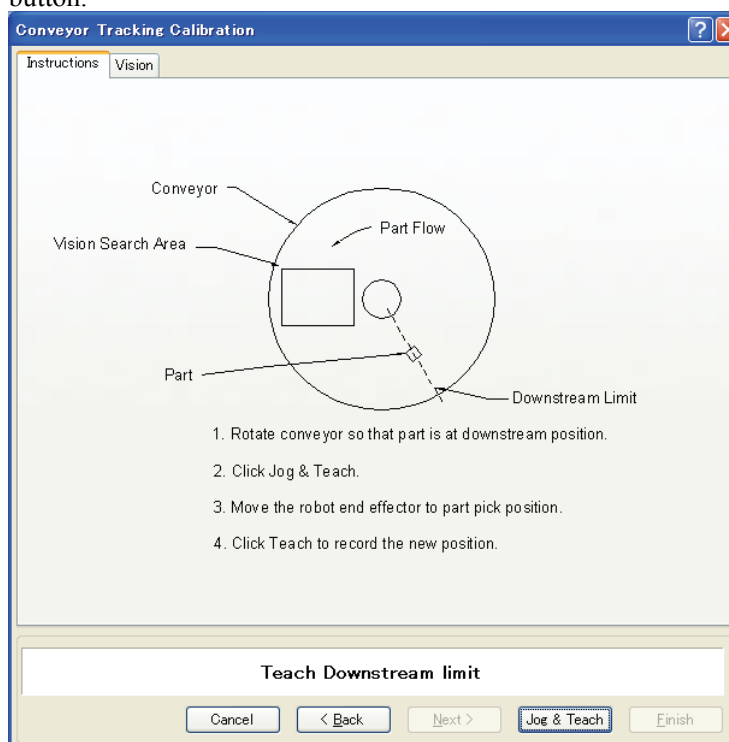 button.
Conveyor Tracking Calibration
Instructions Vision
Conveyor
Part Flow
Vision Search Area
Part
Downstream Limit
1. Rotate conveyor so that part is at downstream position.
2. Click Jog & Teach.
3. Move the robot end effector to part pick position.
4. Click Teach to record the new position.
Teach Downstream limit
Cancel < Back Next > Jog & Teach Finish